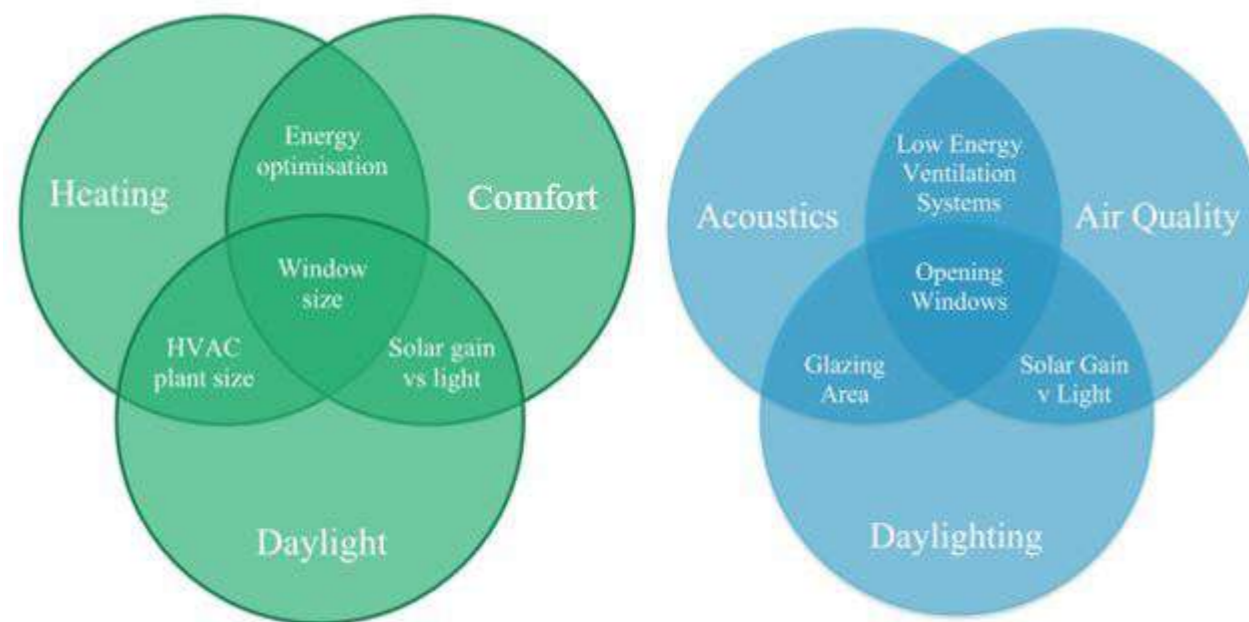 Energy
optimisation
Heating
Comfort
Window
size
HVAC
plant size
Solar gain
vs light
Daylight
Low Energy
Ventilation
Systems
Acoustics
Air Quality
Opening
Windows
Glazing
Area
Solar Gain
v Light
Daylighting